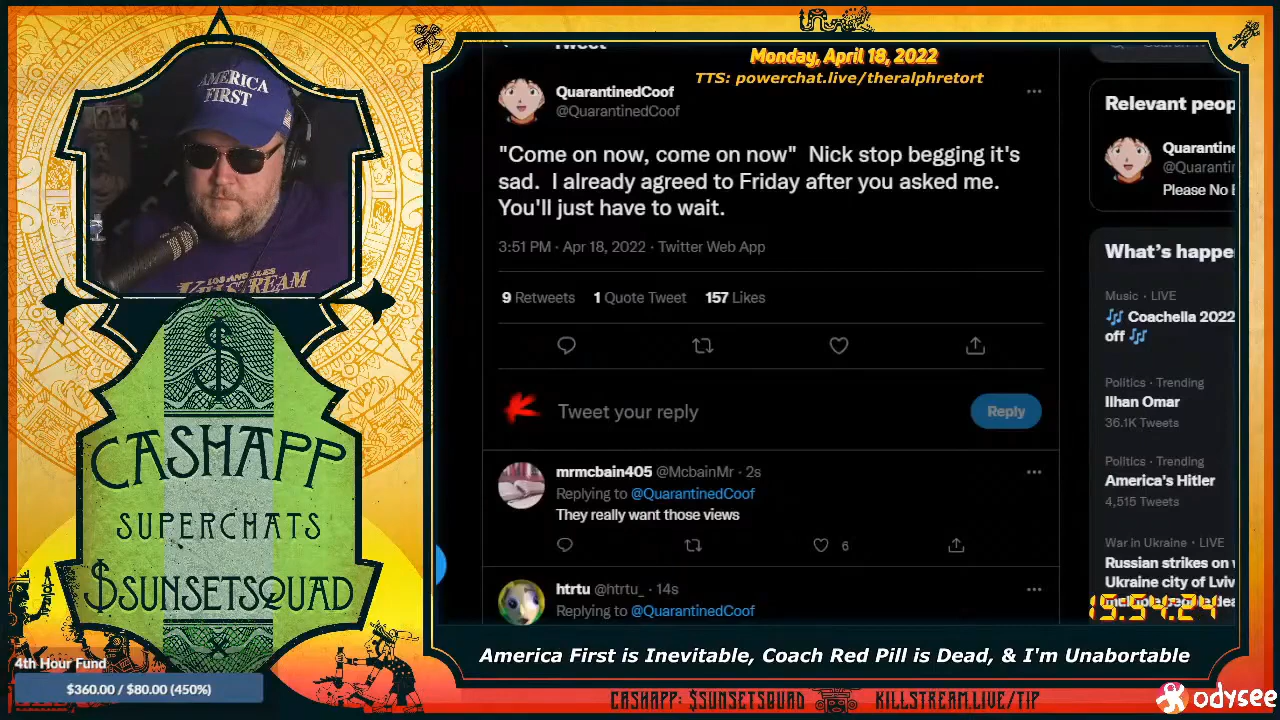 Monday, April 18, 2022
TTS: powerchat.live/theralphretort
AMERICA
FIRST
LOS ANGELES
KILLSTREAM
$
CASHAPP
SUPERCHATS
$SUNSETSQUAD
4th Hour Fund
$360.00 / $80.00 (450%)
Tweet
QuarantinedCoof
@QuarantinedCoof
"Come on now, come on now" Nick stop begging it's
sad. I already agreed to Friday after you asked me.
You'll just have to wait.
3:51 PM · Apr 18, 2022 · Twitter Web App
9 Retweets 1 Quote Tweet 157 Likes
Tweet your reply
Reply
mrmcbain405 @McbainMr · 2s
Replying to @QuarantinedCoof
They really want those views
6
htrtu @htrtu_ · 14s
Replying to @QuarantinedCoof
Relevant peop
Quarantine
@Quarantin
Please No
What's happe
Music · LIVE
Coachella 2022
off
Politics · Trending
Ilhan Omar
36.1K Tweets
Politics · Trending
America's Hitler
4,515 Tweets
War in Ukraine · LIVE
Russian strikes on
Ukraine city of Lviv
15:54:24
America First is Inevitable, Coach Red Pill is Dead, & I'm Unabortable
CASHAPP: $SUNSETSQUAD
KILLSTREAM.LIVE/TIP
odysee